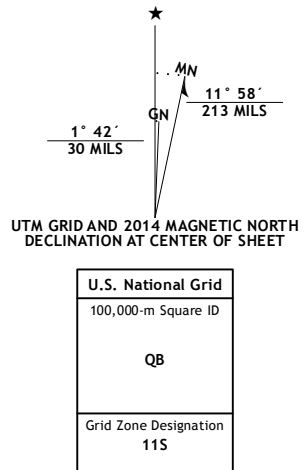 ★
MN
GN
11° 58´
213 MILS
1° 42´
30 MILS
UTM GRID AND 2014 MAGNETIC NORTH
DECLINATION AT CENTER OF SHEET
U.S. National Grid
100,000-m Square ID
QB
Grid Zone Designation
11S